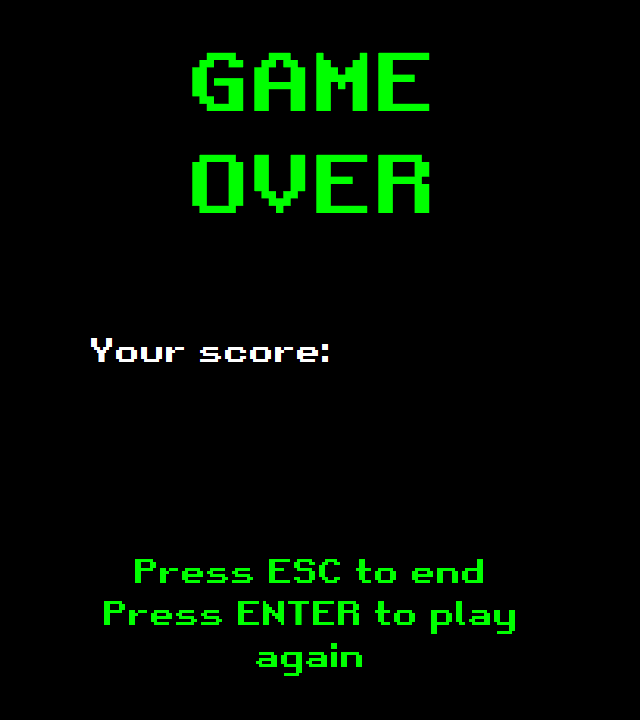 GAME
OVER
Your score:
Press ESC to end
Press ENTER to play
again